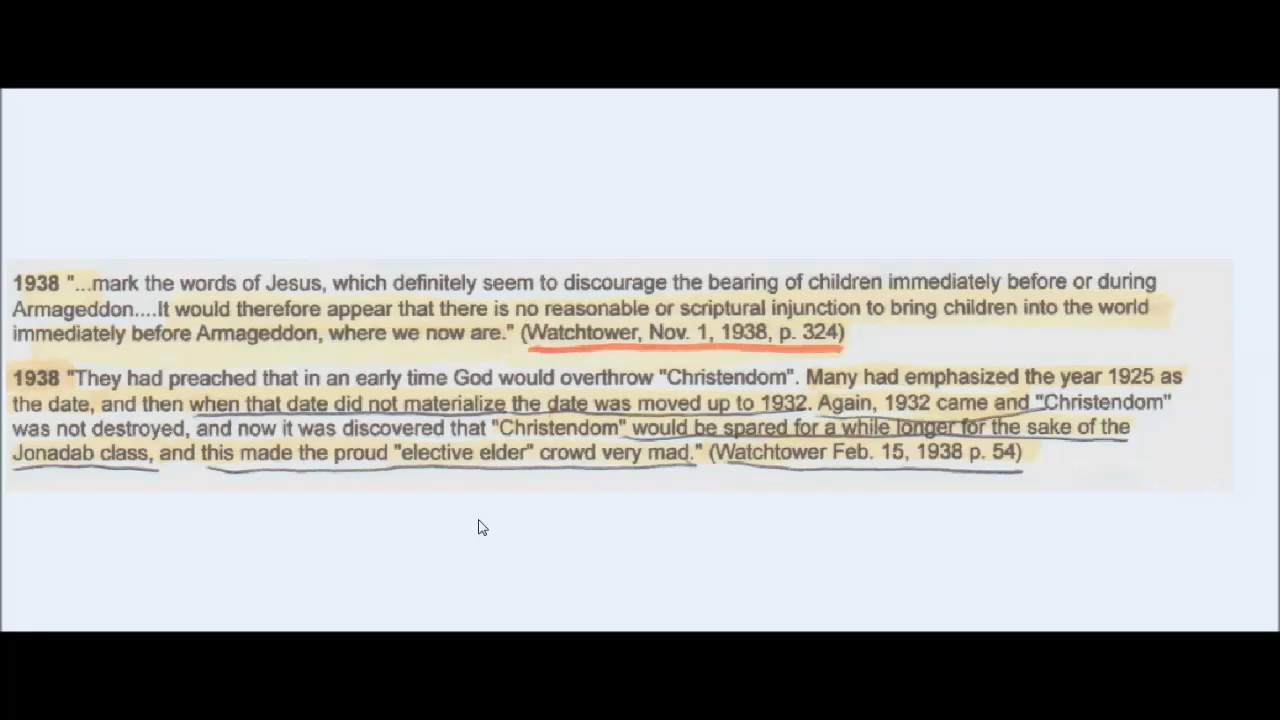 1938 "...mark the words of Jesus, which definitely seem to discourage the bearing of children immediately before or during
Armageddon....It would therefore appear that there is no reasonable or scriptural injunction to bring children into the world
immediately before Armageddon, where we now are." (Watchtower, Nov. 1, 1938, p. 324)
1938 "They had preached that in an early time God would overthrow "Christendom". Many had emphasized the year 1925 as
the date, and then when that date did not materialize the date was moved up to 1932. Again, 1932 came and "Christendom"
was not destroyed, and now it was discovered that "Christendom" would be spared for a while longer for the sake of the
Jonadab class, and this made the proud "elective elder" crowd very mad." (Watchtower Feb. 15, 1938 p. 54)